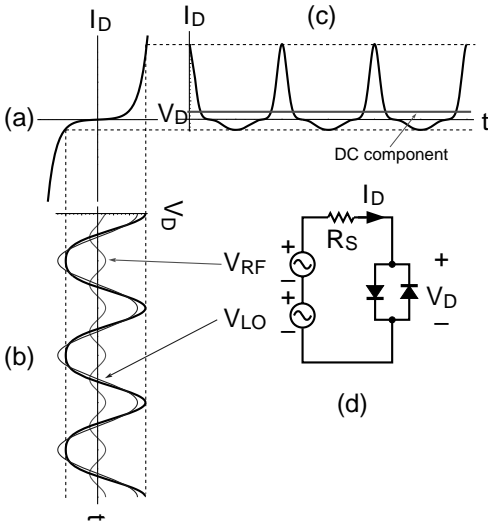 I_D
I_D
(c)
(a)
V_D
t
DC component
V_D
I_D
R_S
V_RF
V_LO
+
−
+
−
+
V_D
−
(b)
(d)
t